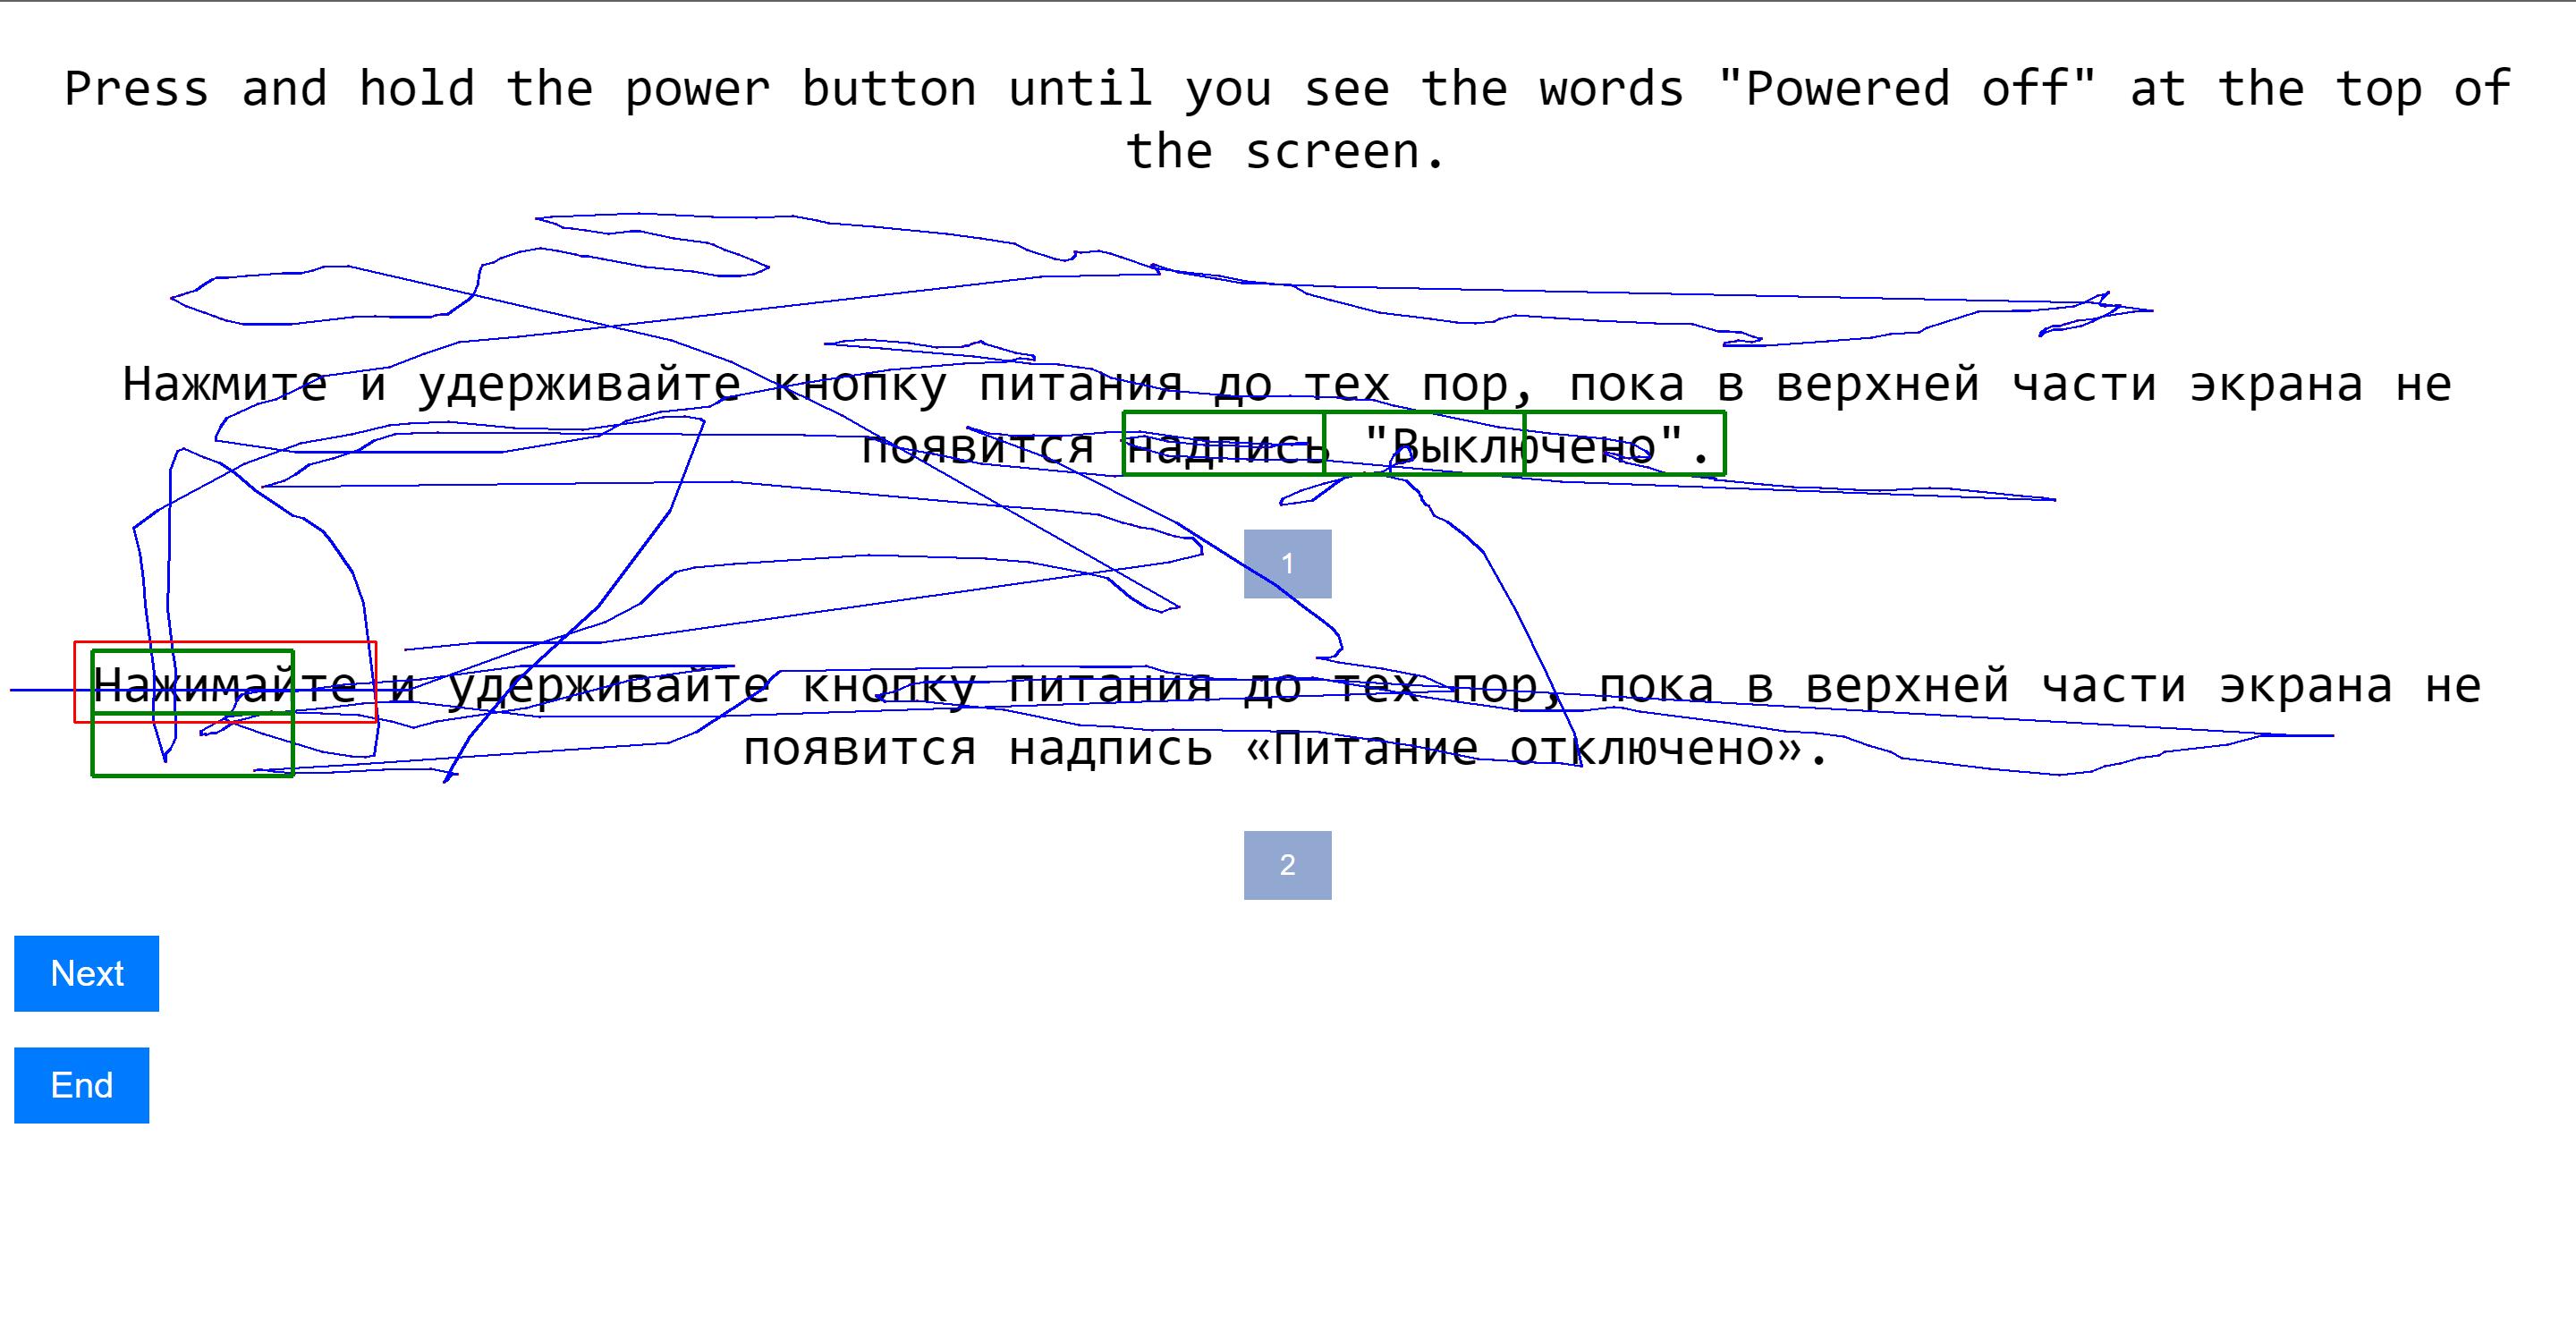 Press and hold the power button until you see the words "Powered off" at the top of
the screen.
Нажмите и удерживайте кнопку питания до тех пор, пока в верхней части экрана не
появится надпись "Выключено".
1
Нажимайте и удерживайте кнопку питания до тех пор, пока в верхней части экрана не
появится надпись «Питание отключено».
2
Next
End